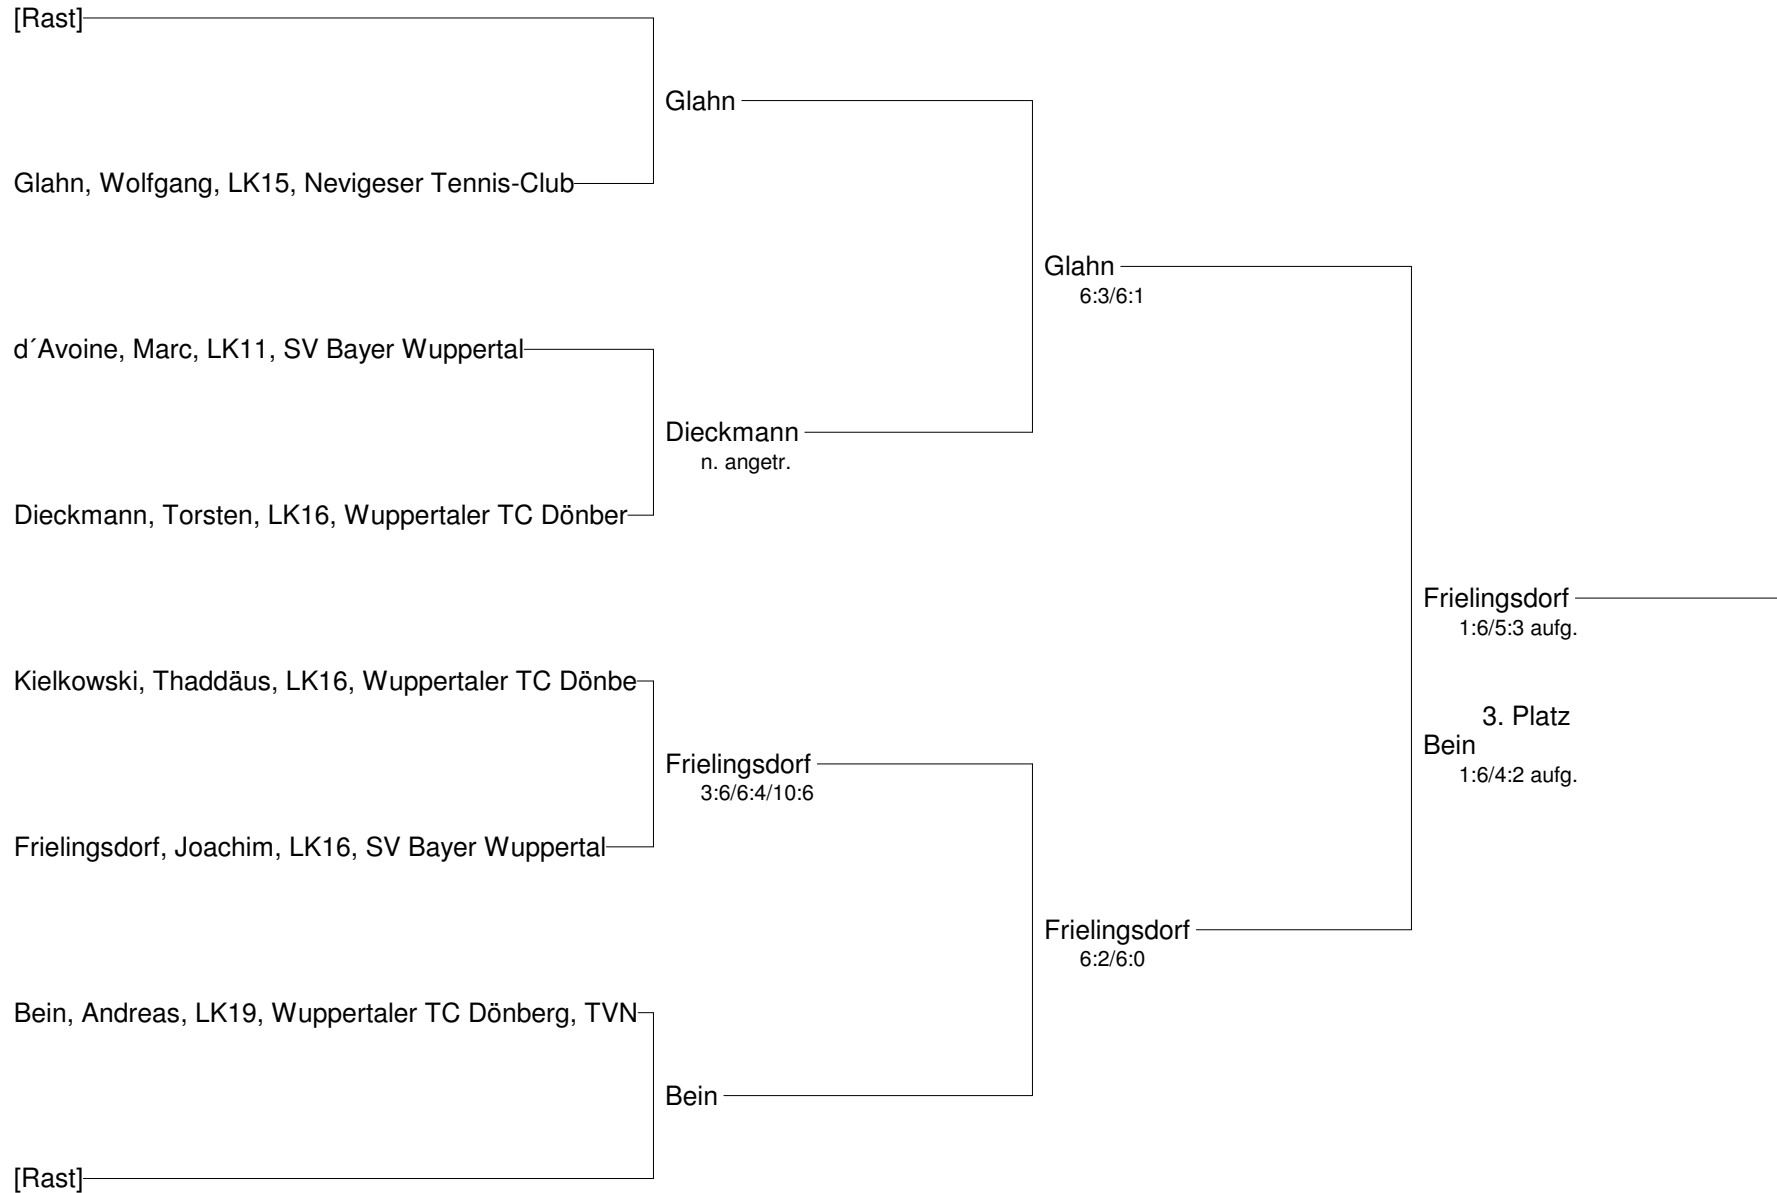 [Rast]
Glahn
Glahn, Wolfgang, LK15, Nevigeser Tennis-Club
Glahn
6:3/6:1
d´Avoine, Marc, LK11, SV Bayer Wuppertal
Dieckmann
n. angetr.
Dieckmann, Torsten, LK16, Wuppertaler TC Dönber
Frielingsdorf
1:6/5:3 aufg.
Kielkowski, Thaddäus, LK16, Wuppertaler TC Dönbe
3. Platz
Bein
1:6/4:2 aufg.
Frielingsdorf
3:6/6:4/10:6
Frielingsdorf, Joachim, LK16, SV Bayer Wuppertal
Frielingsdorf
6:2/6:0
Bein, Andreas, LK19, Wuppertaler TC Dönberg, TVN
Bein
[Rast]